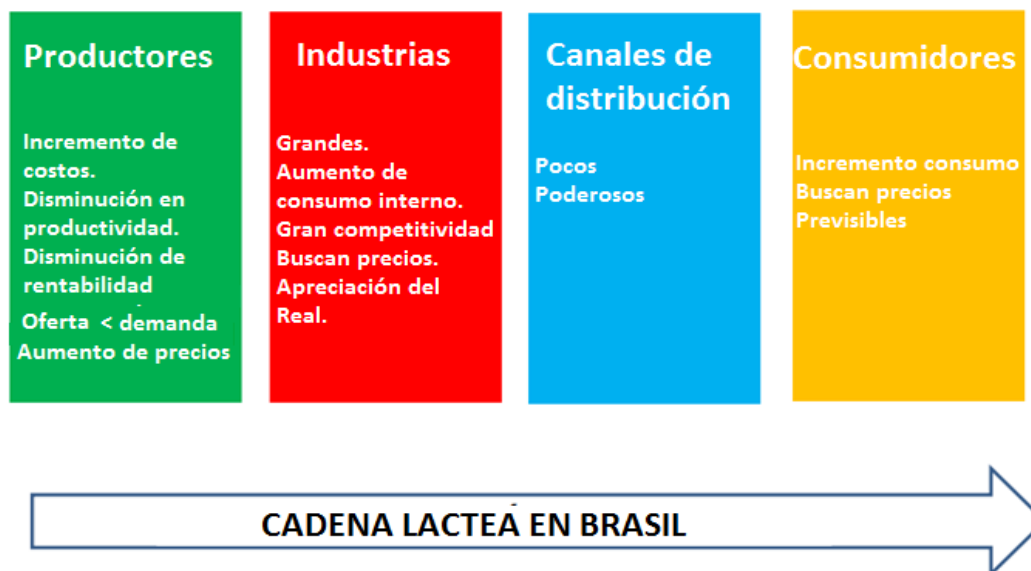 Productores
Incremento de
costos.
Disminución en
productividad.
Disminución de
rentabilidad
Oferta < demanda
Aumento de precios
Industrias
Grandes.
Aumento de
consumo interno.
Gran competitividad
Buscan precios.
Apreciación del
Real.
Canales de
distribución
Pocos
Poderosos
Consumidores
Incremento consumo
Buscan precios
Previsibles
CADENA LACTEÁ EN BRASIL